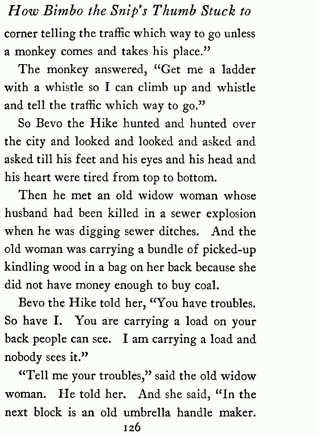 How Bimbo the Snip's Thumb Stuck to
corner telling the traffic which way to go unless
a monkey comes and takes his place."
The monkey answered, "Get me a ladder
with a whistle so I can climb up and whistle
and tell the traffic which way to go."
So Bevo the Hike hunted and hunted over
the city and looked and looked and asked and
asked till his feet and his eyes and his head and
his heart were tired from top to bottom.
Then he met an old widow woman whose
husband had been killed in a sewer explosion
when he was digging sewer ditches. And the
old woman was carrying a bundle of picked-up
kindling wood in a bag on her back because she
did not have money enough to buy coal.
Bevo the Hike told her, "You have troubles.
So have I. You are carrying a load on your
back people can see. I am carrying a load and
nobody sees it."
"Tell me your troubles," said the old widow
woman. He told her. And she said, "In the
next block is an old umbrella handle maker.
126